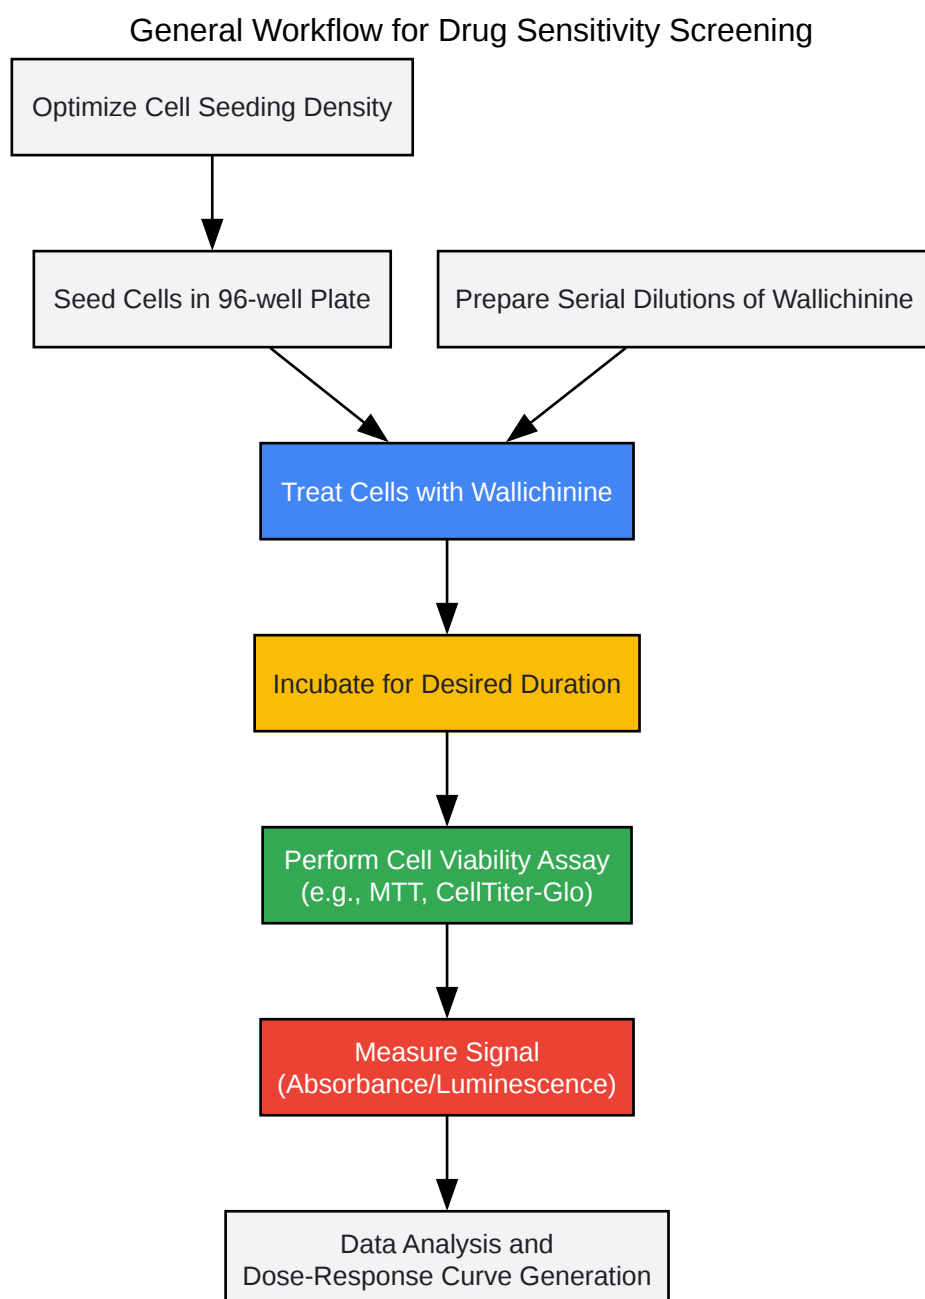 General Workflow for Drug Sensitivity Screening
Optimize Cell Seeding Density
Seed Cells in 96-well Plate
Prepare Serial Dilutions of Wallichinine
Treat Cells with Wallichinine
Incubate for Desired Duration
Perform Cell Viability Assay
(e.g., MTT, CellTiter-Glo)
Measure Signal
(Absorbance/Luminescence)
Data Analysis and
Dose-Response Curve Generation